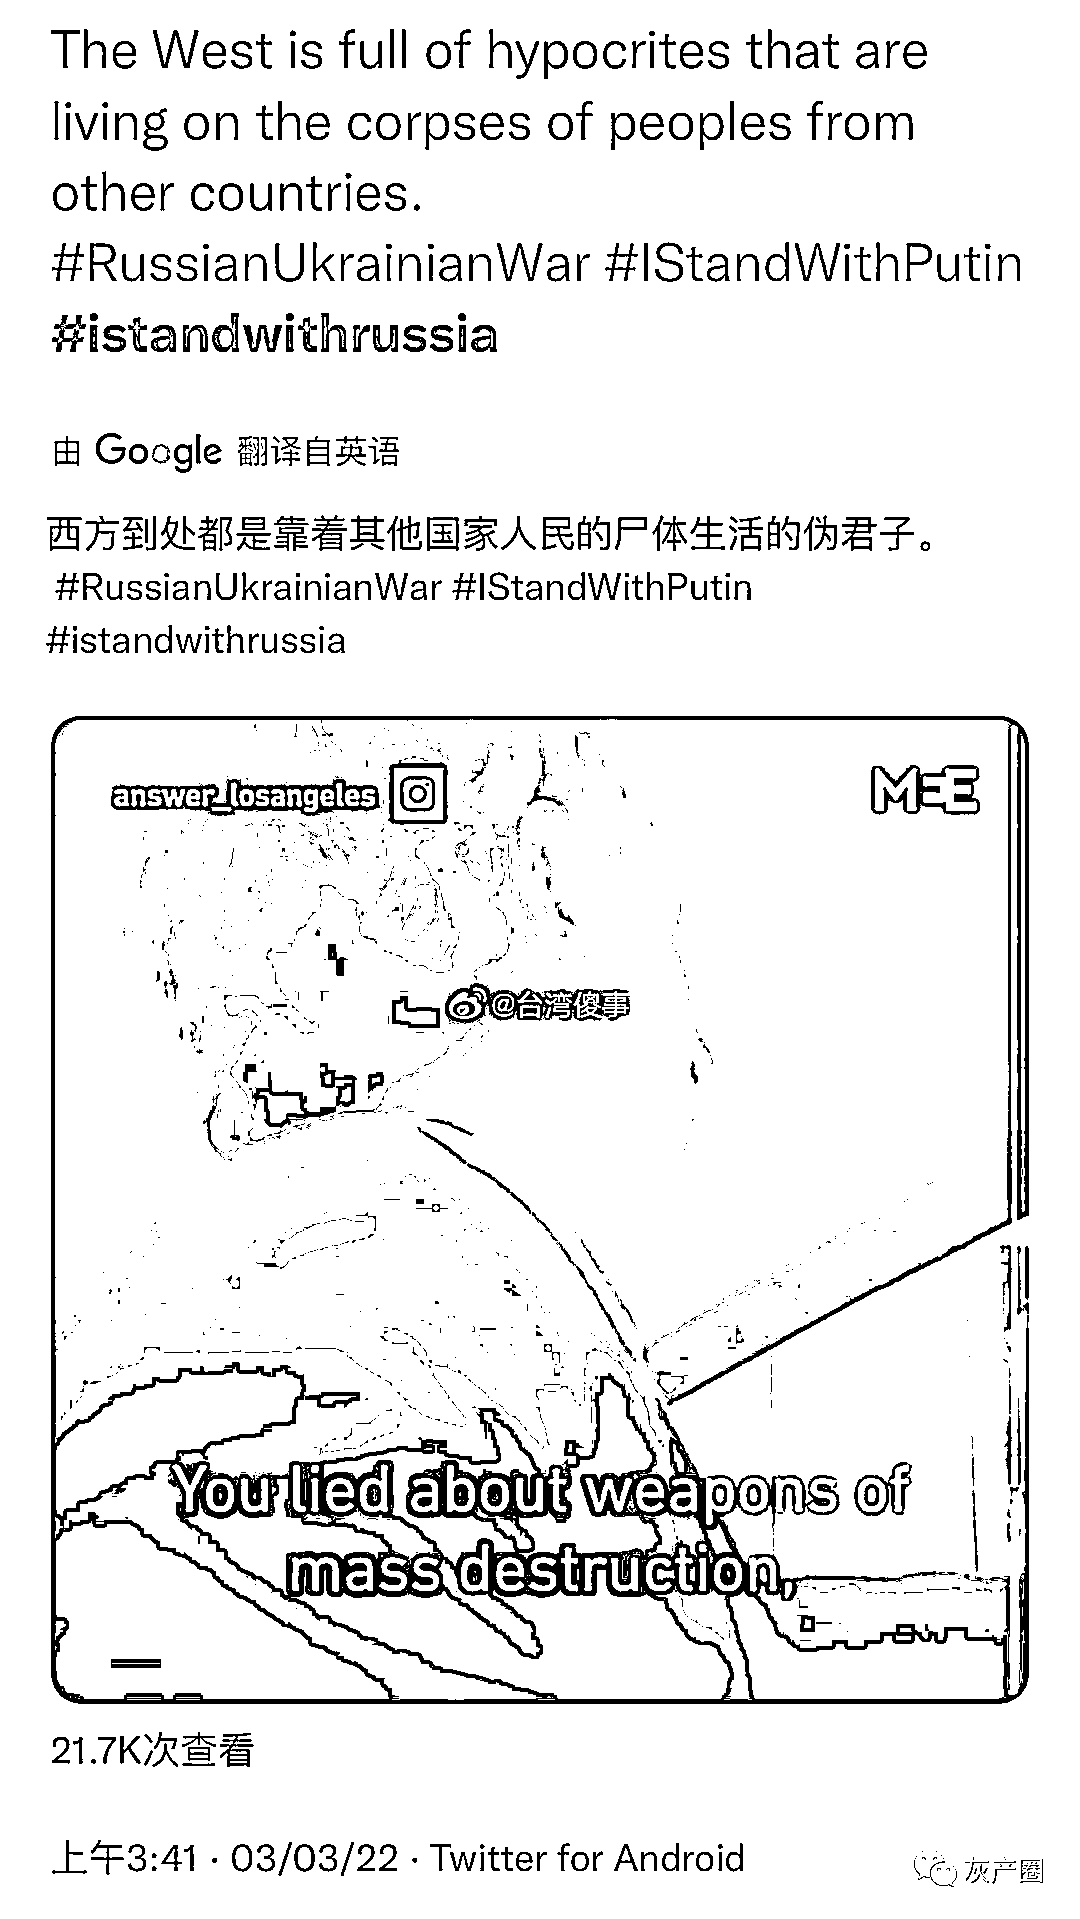 The West is full of hypocrites that are
living on the corpses of peoples from
other countries.
#RussianUkrainianWar #IStandWithPutin
#istandwithrussia
由 Google 翻译自英语
西方到处都是靠着其他国家人民的尸体生活的伪君子。
#RussianUkrainianWar #IStandWithPutin
#istandwithrussia
answer_losangeles
MEE
@台湾傻事
You lied about weapons of
mass destruction,
21.7K次查看
上午3:41 · 03/03/22 · Twitter for Android
灰产圈